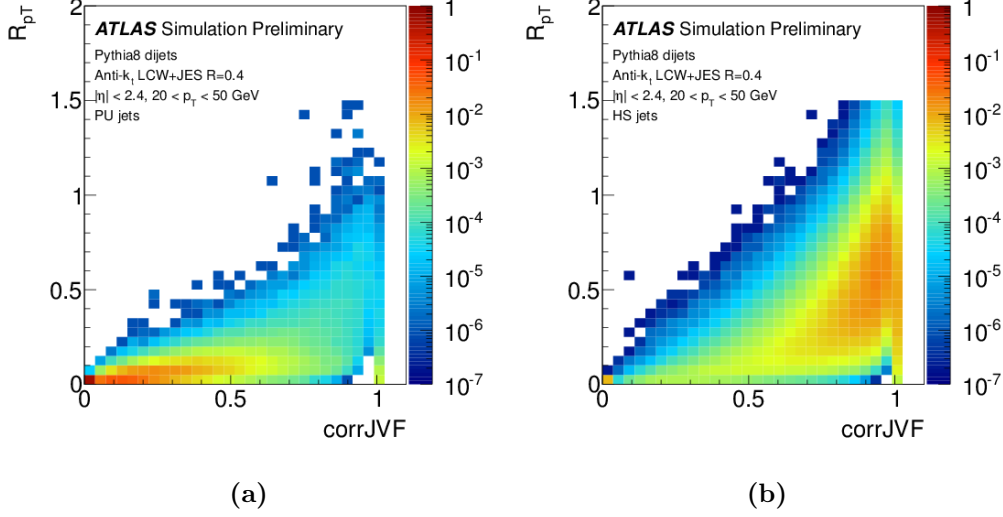 R_pT
2
1.5
1
0.5
0
0
0.5
1
corrJVF
ATLAS Simulation Preliminary
Pythia8 dijets
Anti-k_t LCW+JES R=0.4
|η| < 2.4, 20 < p_T < 50 GeV
PU jets
1
10^-1
10^-2
10^-3
10^-4
10^-5
10^-6
10^-7
(a)
R_pT
2
1.5
1
0.5
0
0
0.5
1
corrJVF
ATLAS Simulation Preliminary
Pythia8 dijets
Anti-k_t LCW+JES R=0.4
|η| < 2.4, 20 < p_T < 50 GeV
HS jets
1
10^-1
10^-2
10^-3
10^-4
10^-5
10^-6
10^-7
(b)